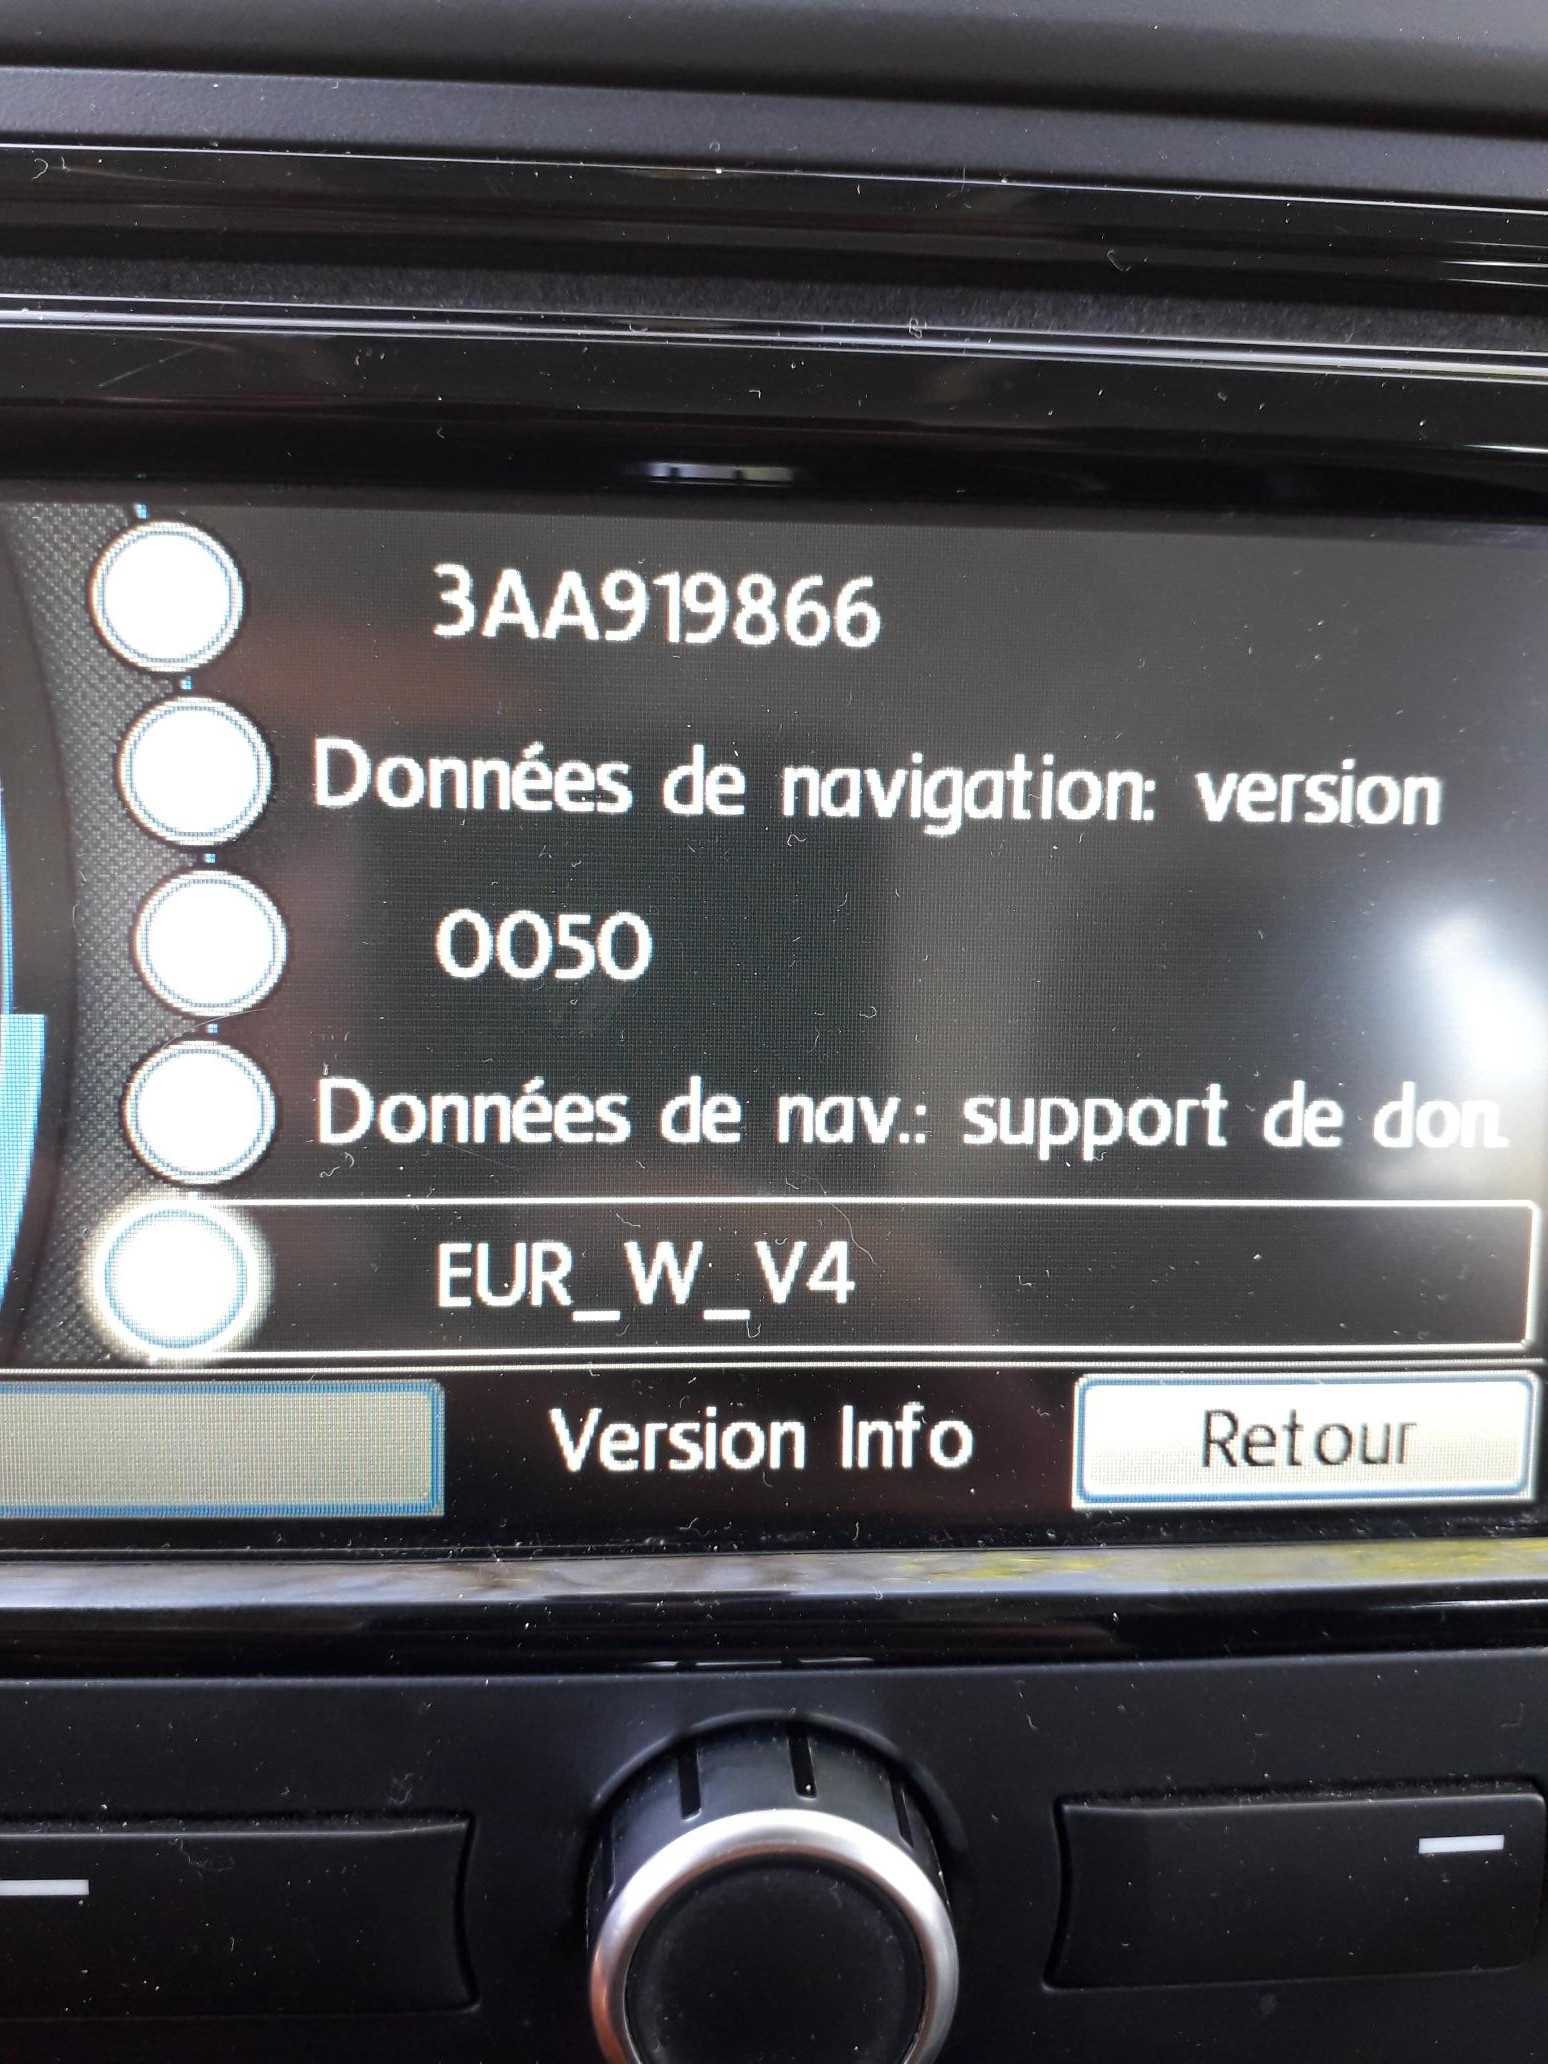 3AA919866
Données de navigation: version
0050
Données de nav.: support de don.
EUR_W_V4
Version Info
Retour